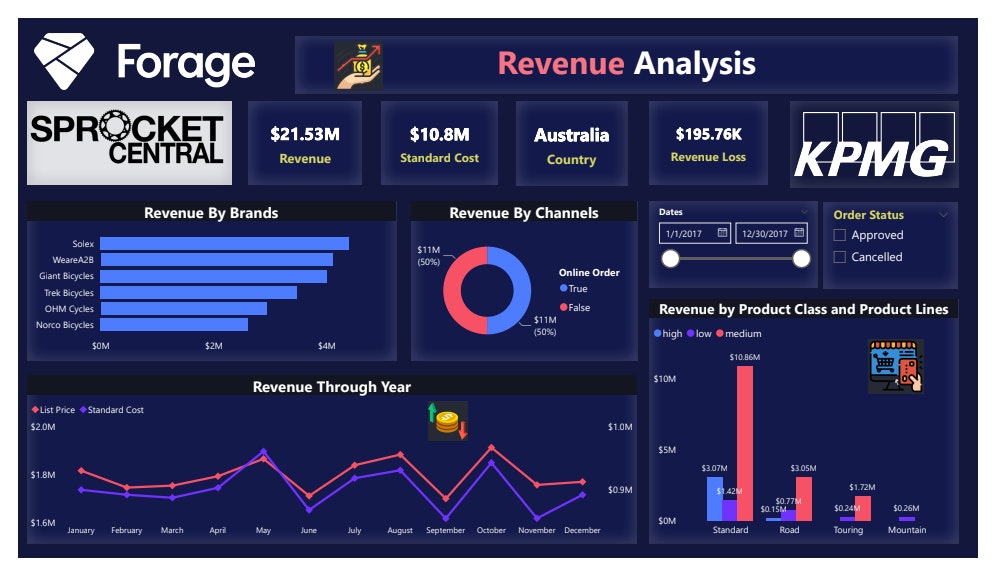 Forage
Revenue Analysis
SPROCKET
CENTRAL
$21.53M
Revenue
$10.8M
Standard Cost
Australia
Country
$195.76K
Revenue Loss
KPMG
Revenue By Brands
Solex
WeareA2B
Giant Bicycles
Trek Bicycles
OHM Cycles
Norco Bicycles
$0M $2M $4M
Revenue By Channels
$11M
(50%)
Online Order
True
False
$11M
(50%)
Dates
1/1/2017 12/30/2017
Order Status
Approved
Cancelled
Revenue Through Year
List Price Standard Cost
$2.0M
$1.8M
$1.6M
$1.0M
$0.9M
January February March April May June July August September October November December
Revenue by Product Class and Product Lines
high low medium
$10M
$5M
$0M
$10.86M
$3.07M
$1.42M
$0.15M
$0.77M
$3.05M
$0.24M
$1.72M
$0.26M
Standard Road Touring Mountain